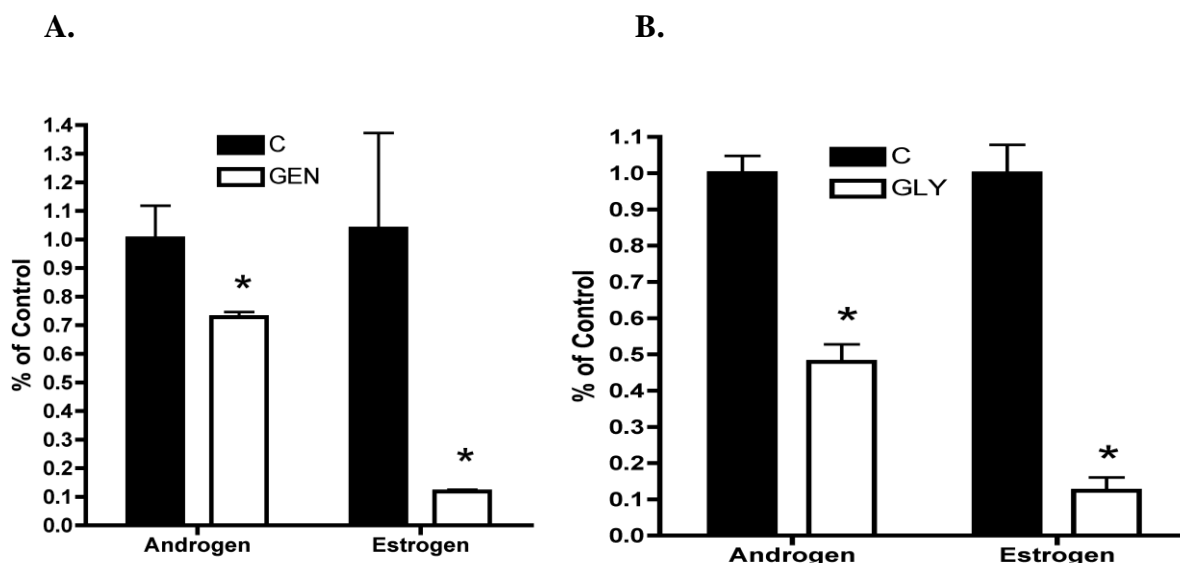 A.
B.
% of Control
1.4
1.3
1.2
1.1
1.0
0.9
0.8
0.7
0.6
0.5
0.4
0.3
0.2
0.1
0.0
C
GEN
*
*
Androgen
Estrogen
% of Control
1.1
1.0
0.9
0.8
0.7
0.6
0.5
0.4
0.3
0.2
0.1
0.0
C
GLY
*
*
Androgen
Estrogen